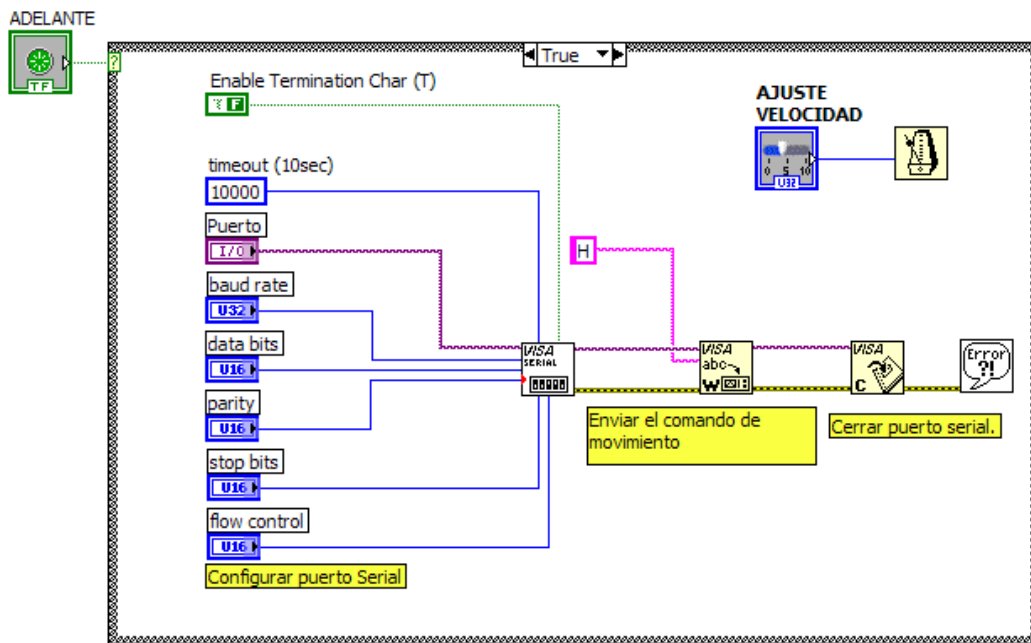 ADELANTE
TF
?
True
Enable Termination Char (T)
F
AJUSTE
VELOCIDAD
0 5 10
U32
timeout (10sec)
10000
Puerto
I/O
H
baud rate
U32
data bits
U16
parity
U16
stop bits
U16
flow control
U16
Configurar puerto Serial
VISA
SERIAL
VISA
abc
W
Enviar el comando de
movimiento
VISA
C
Cerrar puerto serial.
Error
?!